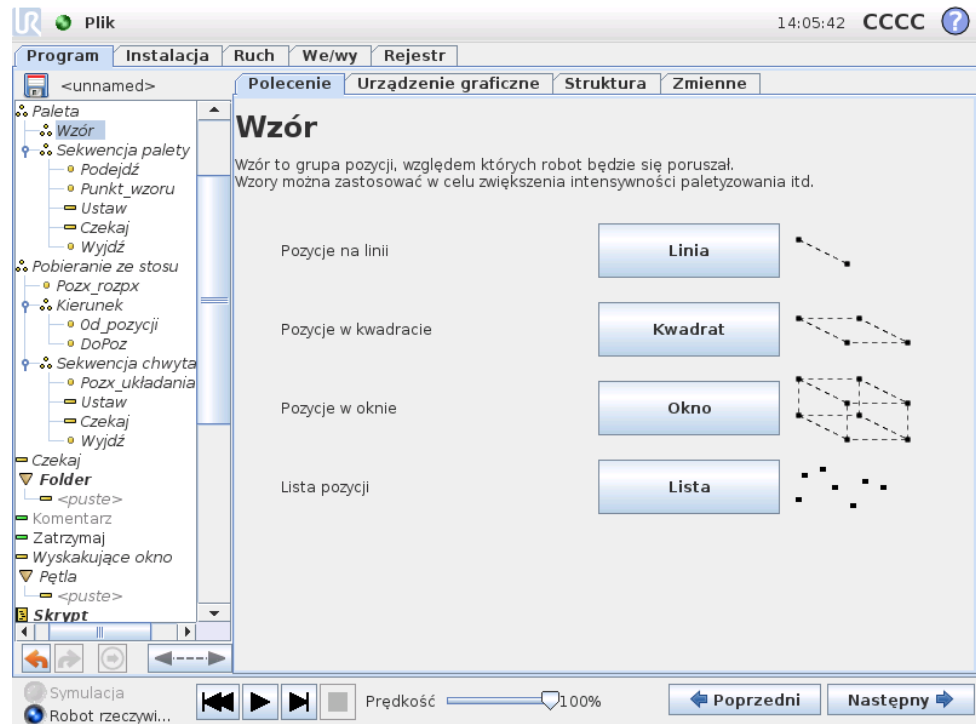 Plik 14:05:42 CCCC ?
Program Instalacja Ruch We/wy Rejestr
<unnamed> Polecenie Urządzenie graficzne Struktura Zmienne
Paleta
Wzór
Sekwencja palety
Podejdź
Punkt_wzoru
Ustaw
Czekaj
Wyjdź
Pobieranie ze stosu
Pozx_rozpx
Kierunek
Od_pozycji
DoPoz
Sekwencja chwyta
Pozx_układania
Ustaw
Czekaj
Wyjdź
Czekaj
Folder
<puste>
Komentarz
Zatrzymaj
Wyskakujące okno
Pętla
<puste>
Skrypt
Wzór
Wzór to grupa pozycji, względem których robot będzie się poruszał.
Wzory można zastosować w celu zwiększenia intensywności paletyzowania itd.
Pozycje na linii Linia
Pozycje w kwadracie Kwadrat
Pozycje w oknie Okno
Lista pozycji Lista
Symulacja
Robot rzeczywi...
Prędkość 100%
Poprzedni Następny